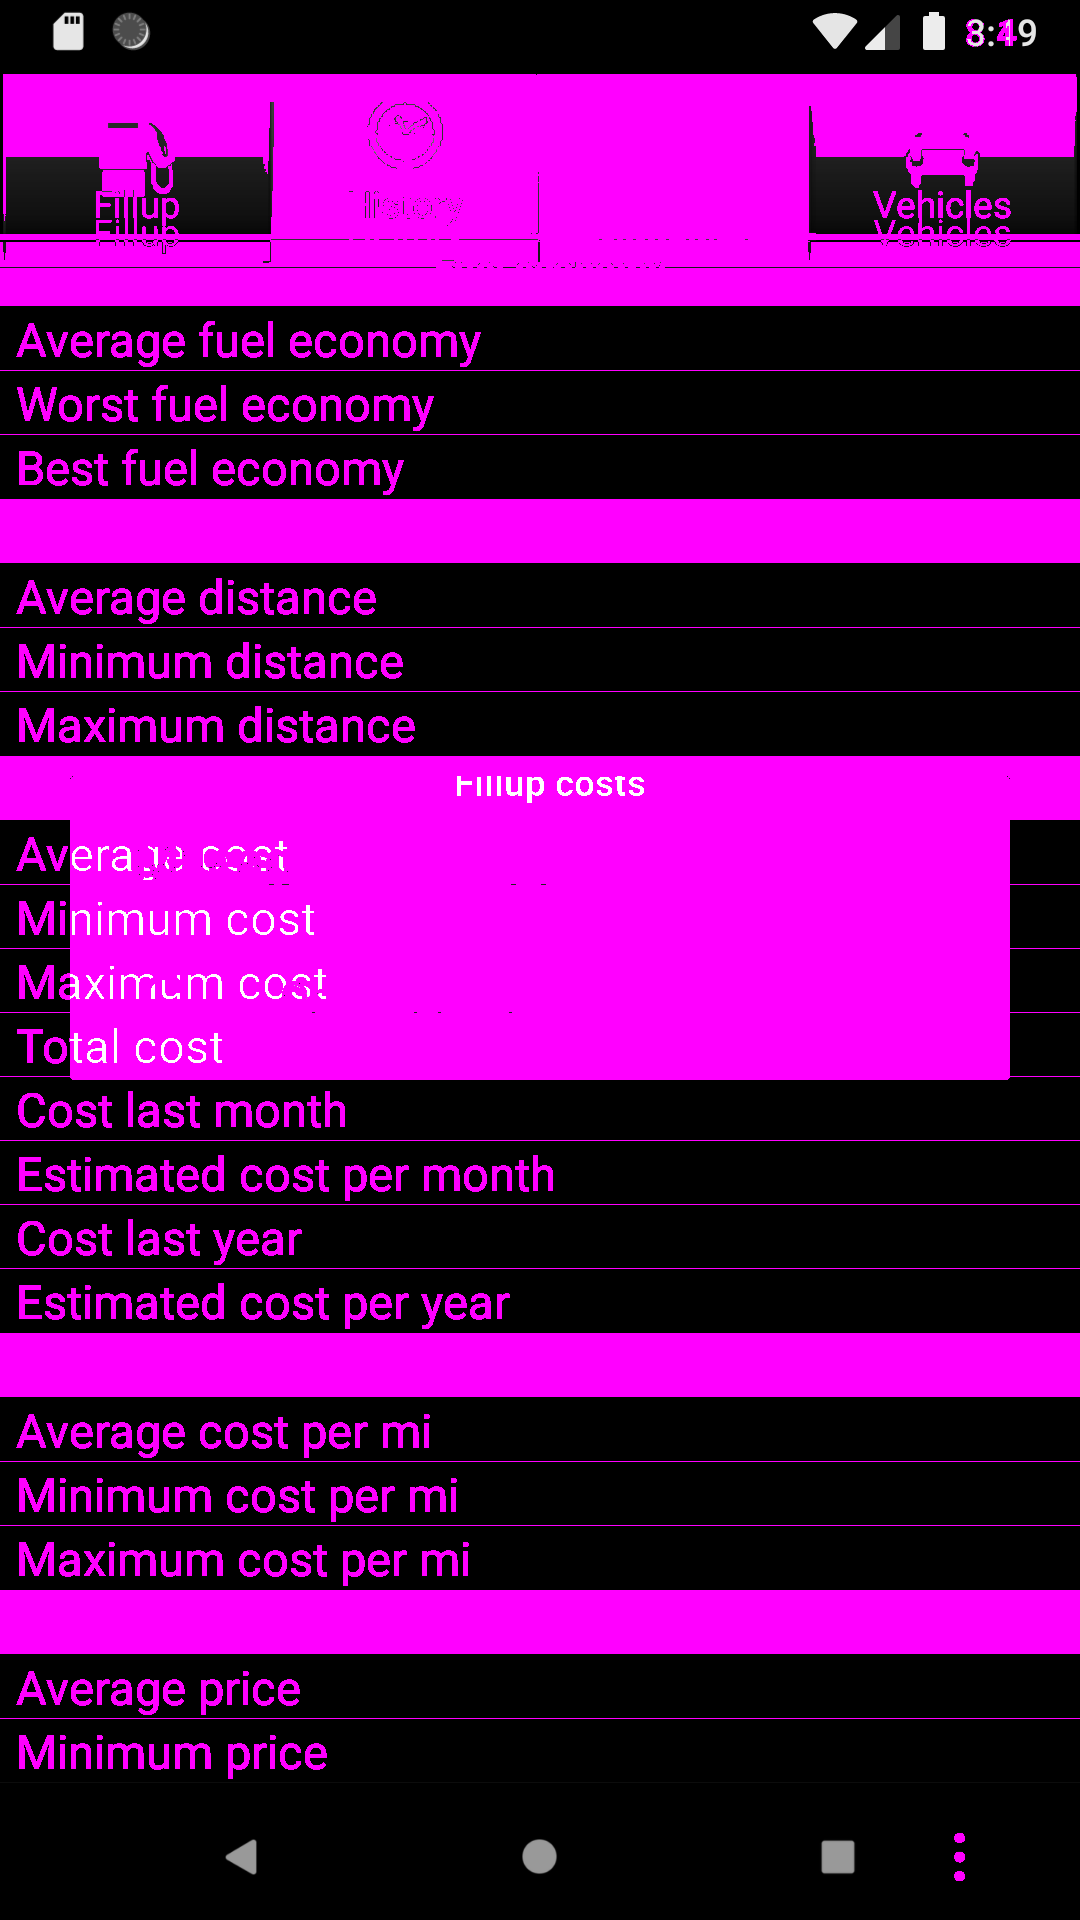 Fillup History Vehicles
Fillup Vehicles
Average fuel economy
Worst fuel economy
Best fuel economy
Average distance
Minimum distance
Maximum distance
Fillup costs
Average cost
Minimum cost
Maximum cost
Total cost
Cost last month
Estimated cost per month
Cost last year
Estimated cost per year
Average cost per mi
Minimum cost per mi
Maximum cost per mi
Average price
Minimum price